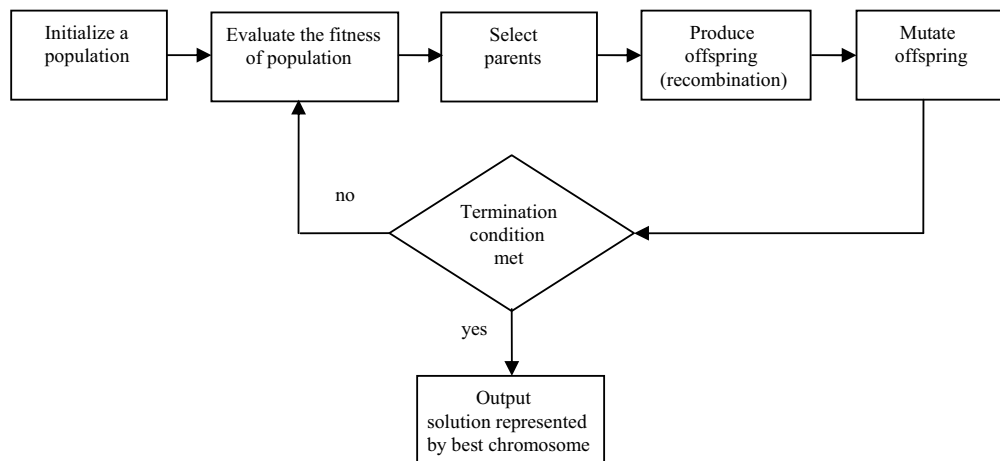 Initialize a
population
Evaluate the fitness
of population
Select
parents
Produce
offspring
(recombination)
Mutate
offspring
no
Termination
condition
met
yes
Output
solution represented
by best chromosome